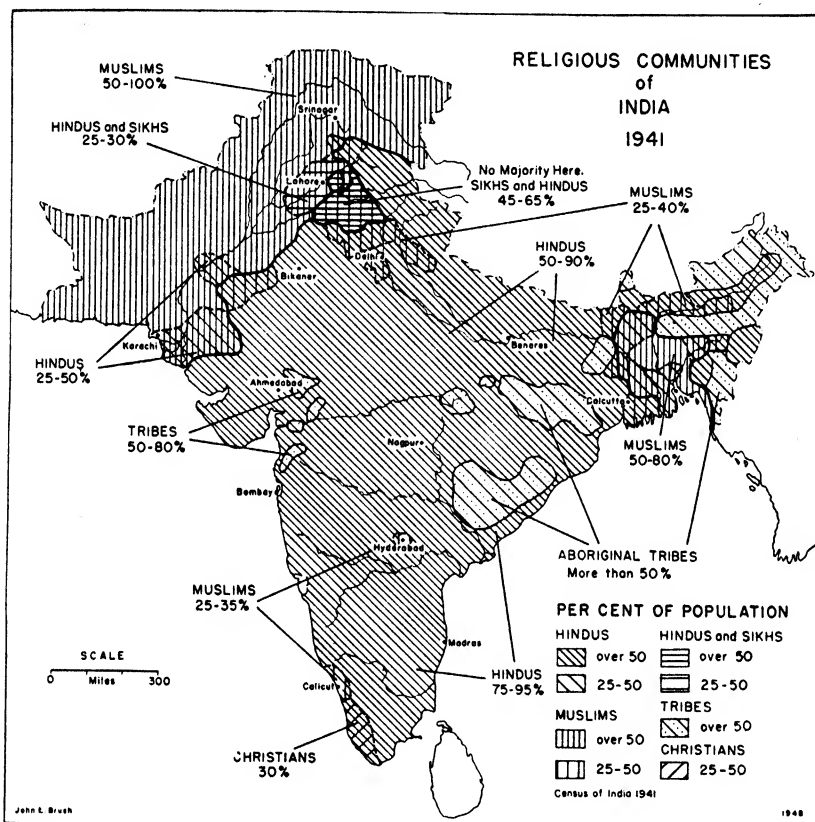 RELIGIOUS COMMUNITIES
of
INDIA
1941
MUSLIMS
50-100%
Srinagar
HINDUS and SIKHS
25-30%
Lahore
No Majority Here.
SIKHS and HINDUS
45-65%
MUSLIMS
25-40%
Delhi
HINDUS
50-90%
Bikaner
Karachi
Benares
HINDUS
25-50%
Ahmedabad
Calcutta
TRIBES
50-80%
Nagpur
MUSLIMS
50-80%
Bombay
Hyderabad
ABORIGINAL TRIBES
More than 50%
MUSLIMS
25-35%
Madras
SCALE
0 Miles 300
Calicut
HINDUS
75-95%
CHRISTIANS
30%
PER CENT OF POPULATION
HINDUS
over 50
25-50
MUSLIMS
over 50
25-50
HINDUS and SIKHS
over 50
25-50
TRIBES
over 50
CHRISTIANS
25-50
Census of India 1941
John E. Brush
1948